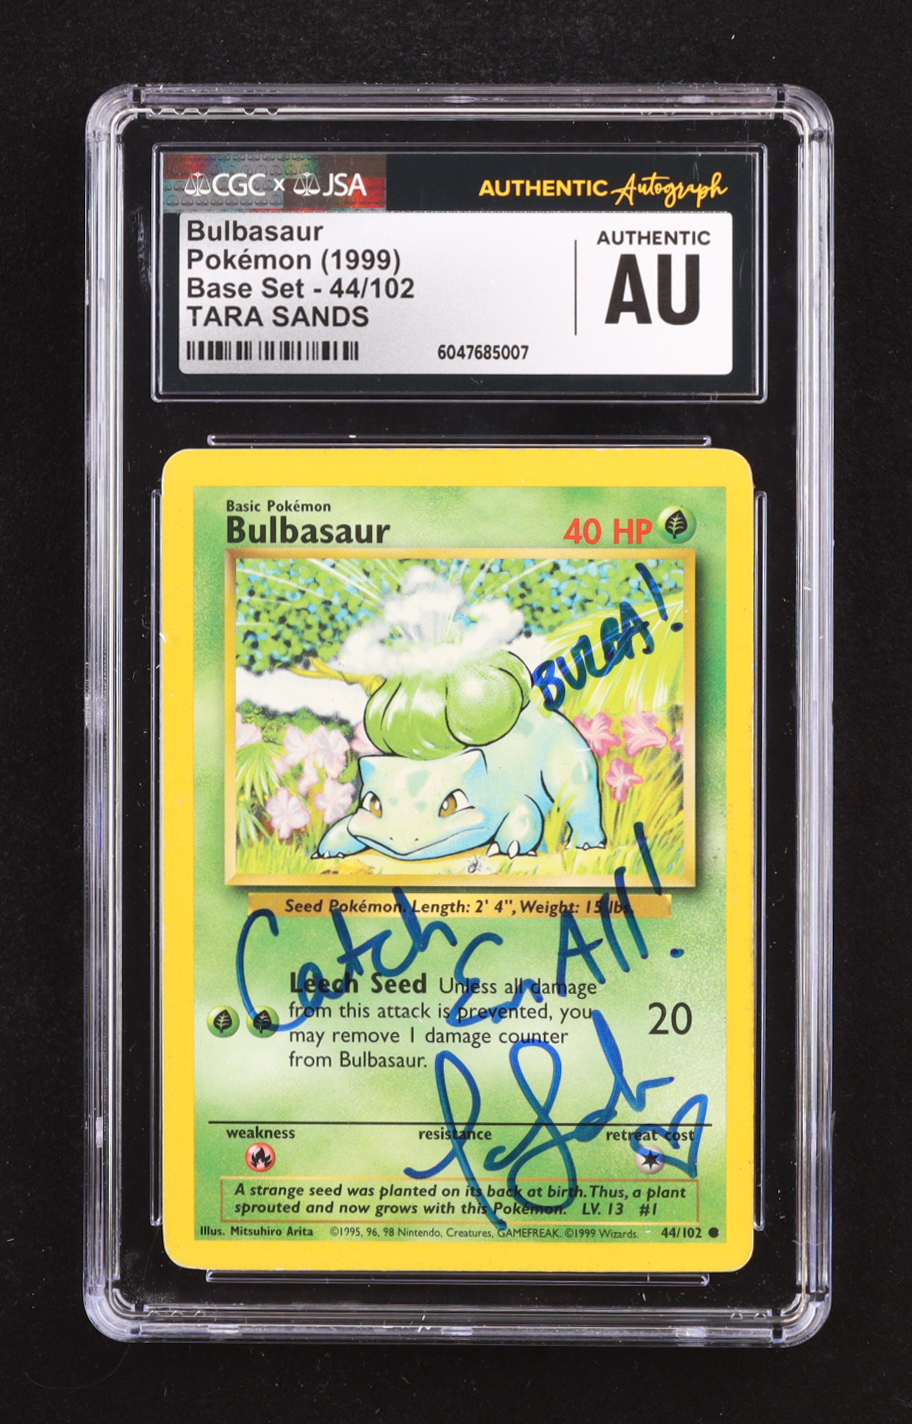 CGC x JSA
AUTHENTIC Autograph
Bulbasaur
Pokémon (1999)
Base Set - 44/102
TARA SANDS
6047685007
AUTHENTIC
AU
Basic Pokémon
Bulbasaur
40 HP
BULBA!
Seed Pokémon. Length: 2' 4", Weight: 15 lbs.
Catch Em All!
Leech Seed Unless all damage
from this attack is prevented, you
may remove 1 damage counter
from Bulbasaur.
20
weakness
resistance
retreat cost
A strange seed was planted on its back at birth. Thus, a plant
sprouted and now grows with this Pokémon. LV. 13 #1
Illus. Mitsuhiro Arita ©1995, 96, 98 Nintendo, Creatures, GAMEFREAK. ©1999 Wizards. 44/102